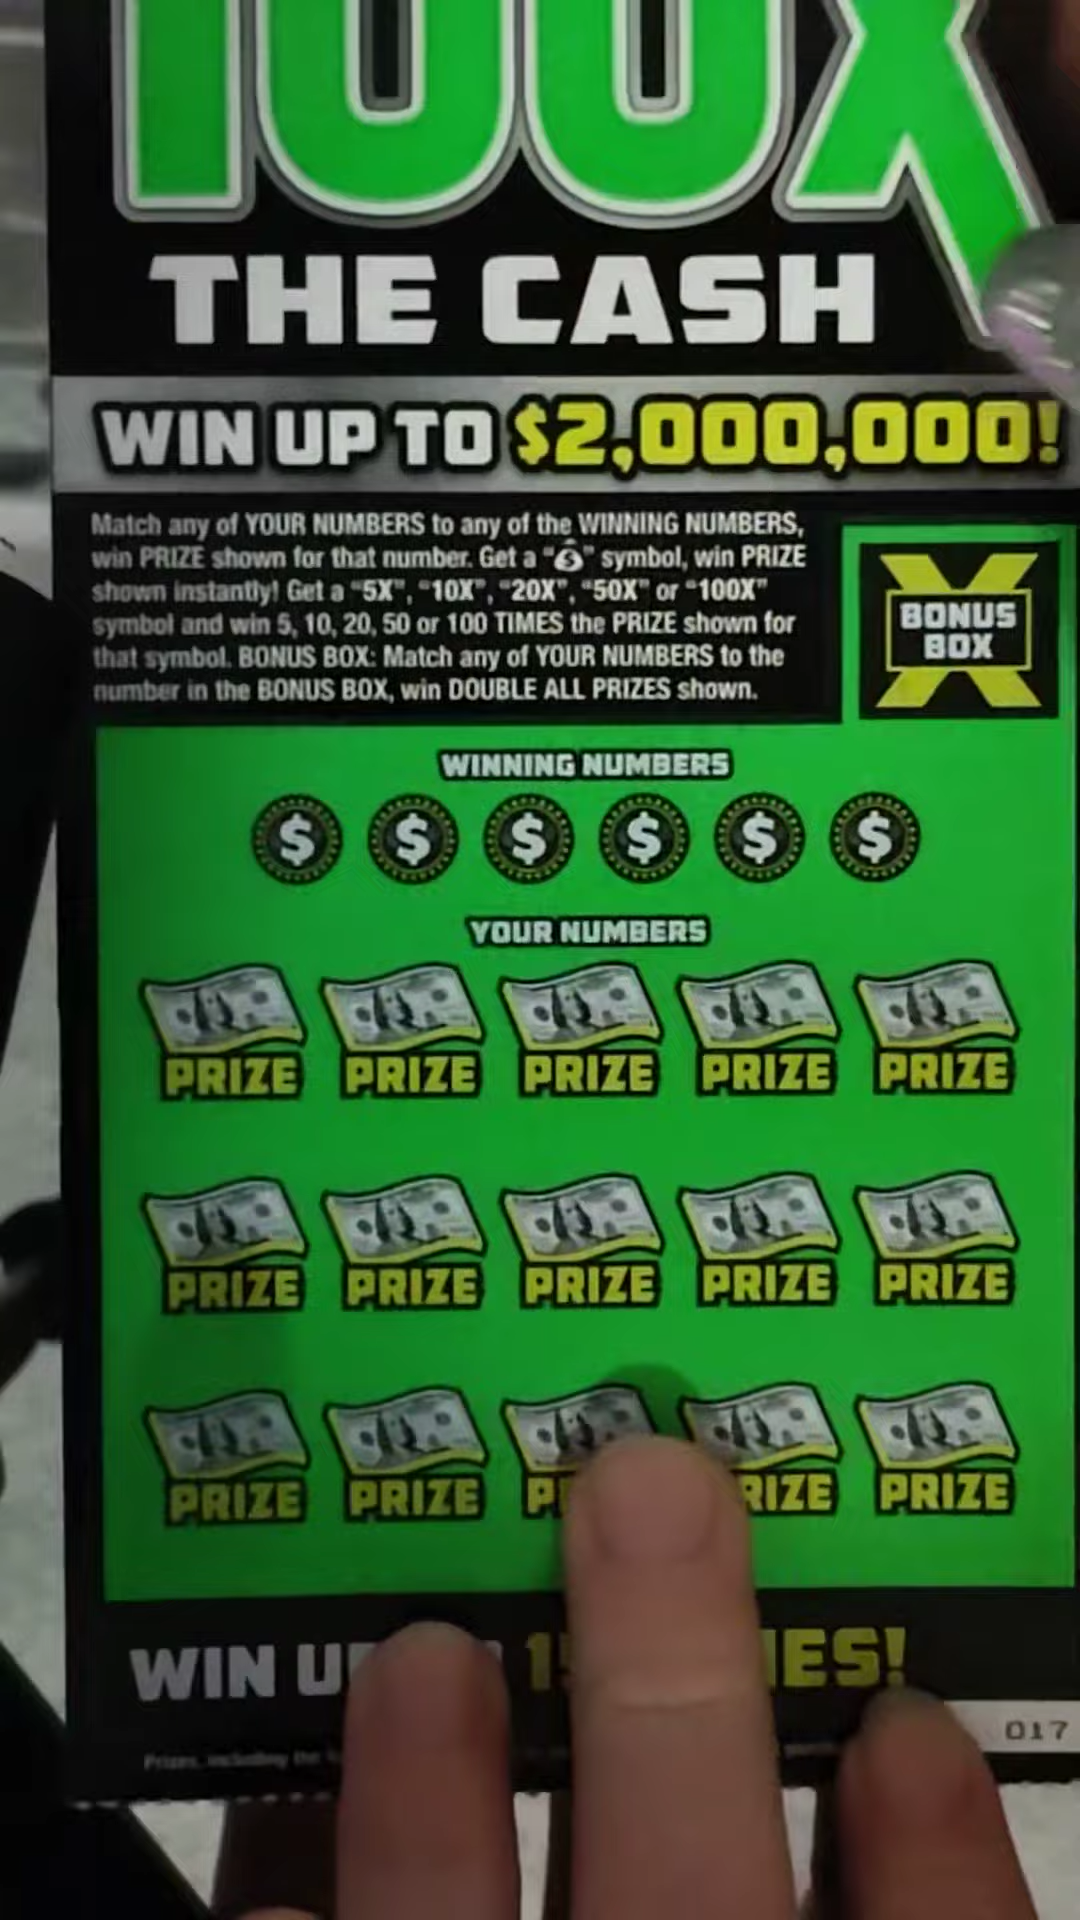 100X
THE CASH
WIN UP TO $2,000,000!
Match any of YOUR NUMBERS to any of the WINNING NUMBERS,
win PRIZE shown for that number. Get a "💰" symbol, win PRIZE
shown instantly! Get a "5X", "10X", "20X", "50X" or "100X"
symbol and win 5, 10, 20, 50 or 100 TIMES the PRIZE shown for
that symbol. BONUS BOX: Match any of YOUR NUMBERS to the
number in the BONUS BOX, win DOUBLE ALL PRIZES shown.
BONUS
BOX
WINNING NUMBERS
$ $ $ $ $ $
YOUR NUMBERS
PRIZE PRIZE PRIZE PRIZE PRIZE
PRIZE PRIZE PRIZE PRIZE PRIZE
PRIZE PRIZE PRIZE PRIZE
WIN
017
Prizes, including the